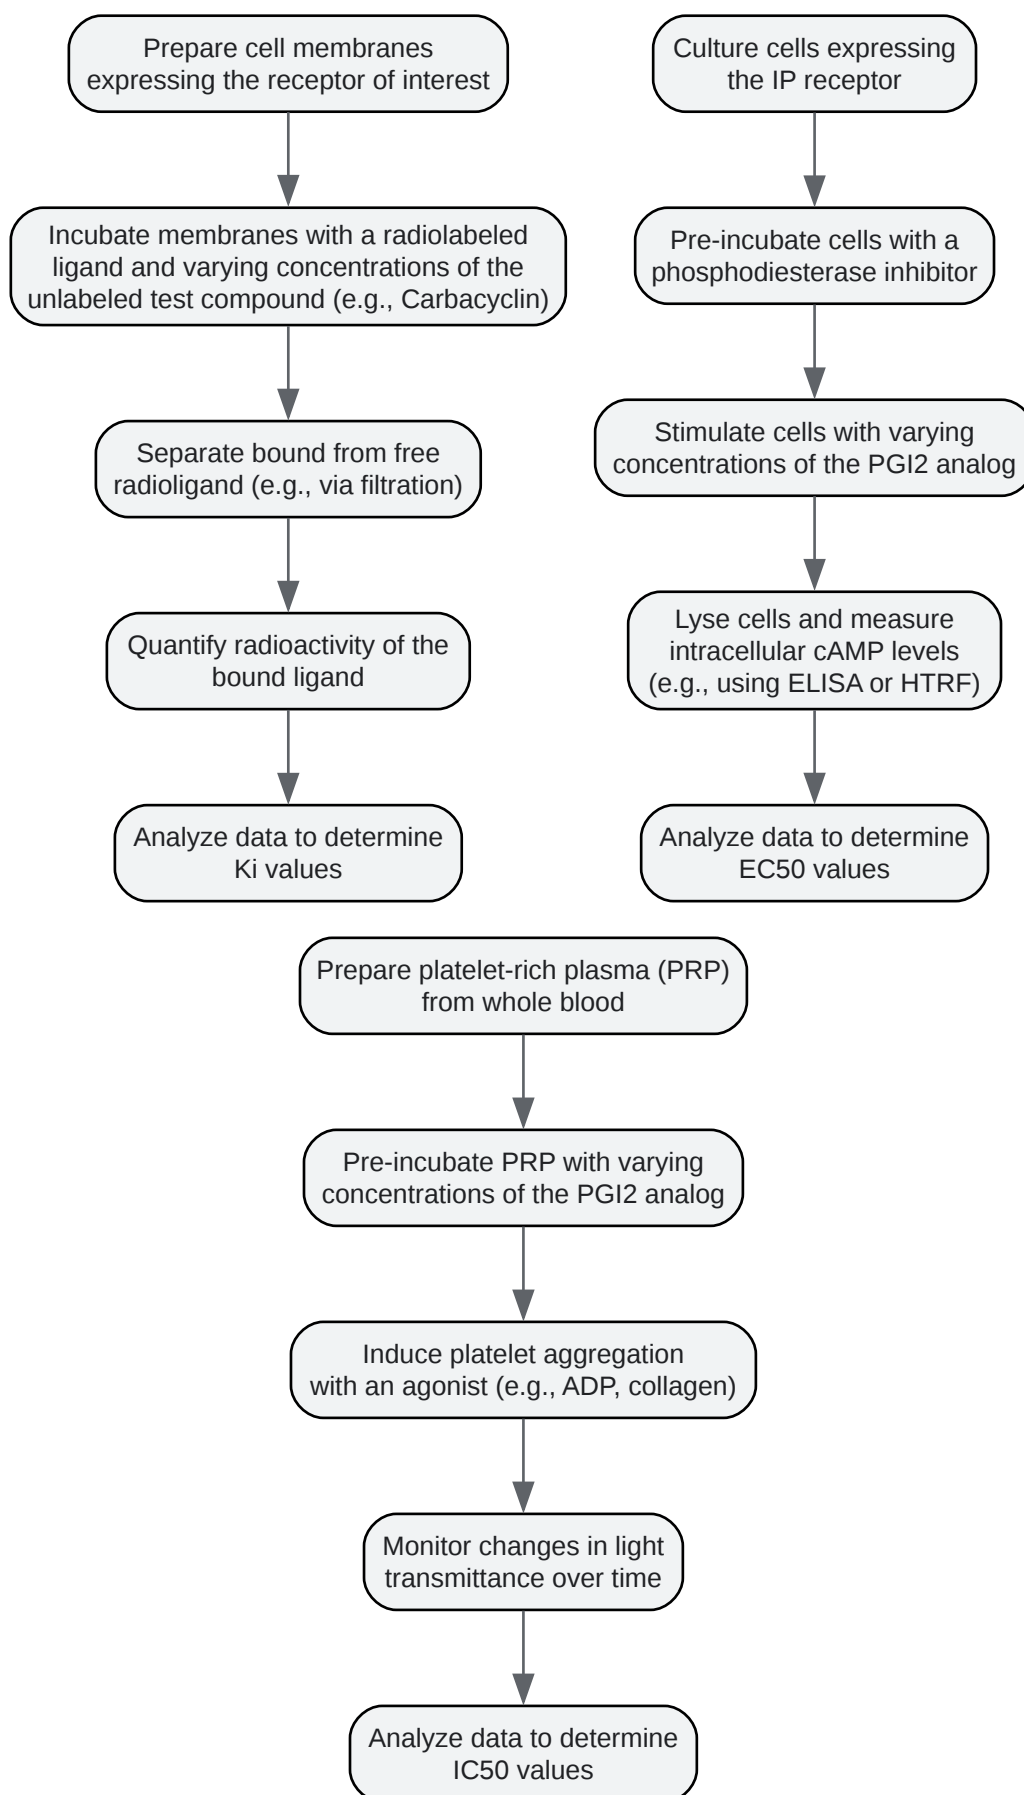 Prepare cell membranes
expressing the receptor of interest
Incubate membranes with a radiolabeled
ligand and varying concentrations of the
unlabeled test compound (e.g., Carbacyclin)
Separate bound from free
radioligand (e.g., via filtration)
Quantify radioactivity of the
bound ligand
Analyze data to determine
Ki values
Culture cells expressing
the IP receptor
Pre-incubate cells with a
phosphodiesterase inhibitor
Stimulate cells with varying
concentrations of the PGI2 analog
Lyse cells and measure
intracellular cAMP levels
(e.g., using ELISA or HTRF)
Analyze data to determine
EC50 values
Prepare platelet-rich plasma (PRP)
from whole blood
Pre-incubate PRP with varying
concentrations of the PGI2 analog
Induce platelet aggregation
with an agonist (e.g., ADP, collagen)
Monitor changes in light
transmittance over time
Analyze data to determine
IC50 values